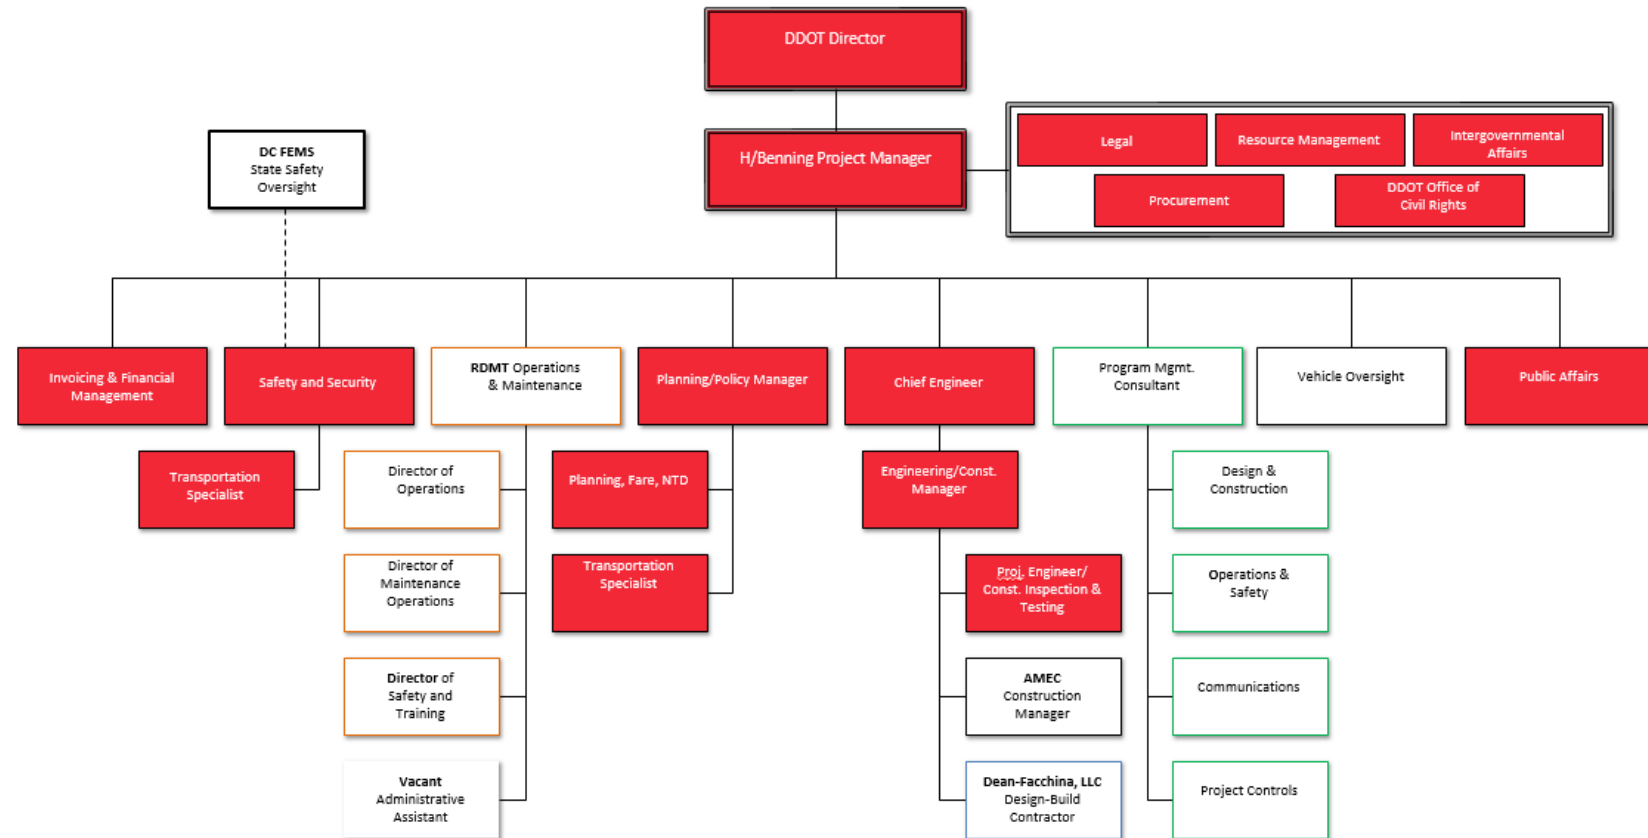 DDOT Director
H/Benning Project Manager
Legal
Resource Management
Intergovernmental
Affairs
Procurement
DDOT Office of
Civil Rights
DC FEMS
State Safety
Oversight
Invoicing & Financial
Management
Safety and Security
RDMT Operations
& Maintenance
Planning/Policy Manager
Chief Engineer
Program Mgmt.
Consultant
Vehicle Oversight
Public Affairs
Transportation
Specialist
Director of
Operations
Director of
Maintenance
Operations
Director of
Safety and
Training
Vacant
Administrative
Assistant
Planning, Fare, NTD
Transportation
Specialist
Engineering/Const.
Manager
Proj. Engineer/
Const. Inspection &
Testing
AMEC
Construction
Manager
Dean-Facchina, LLC
Design-Build
Contractor
Design &
Construction
Operations &
Safety
Communications
Project Controls